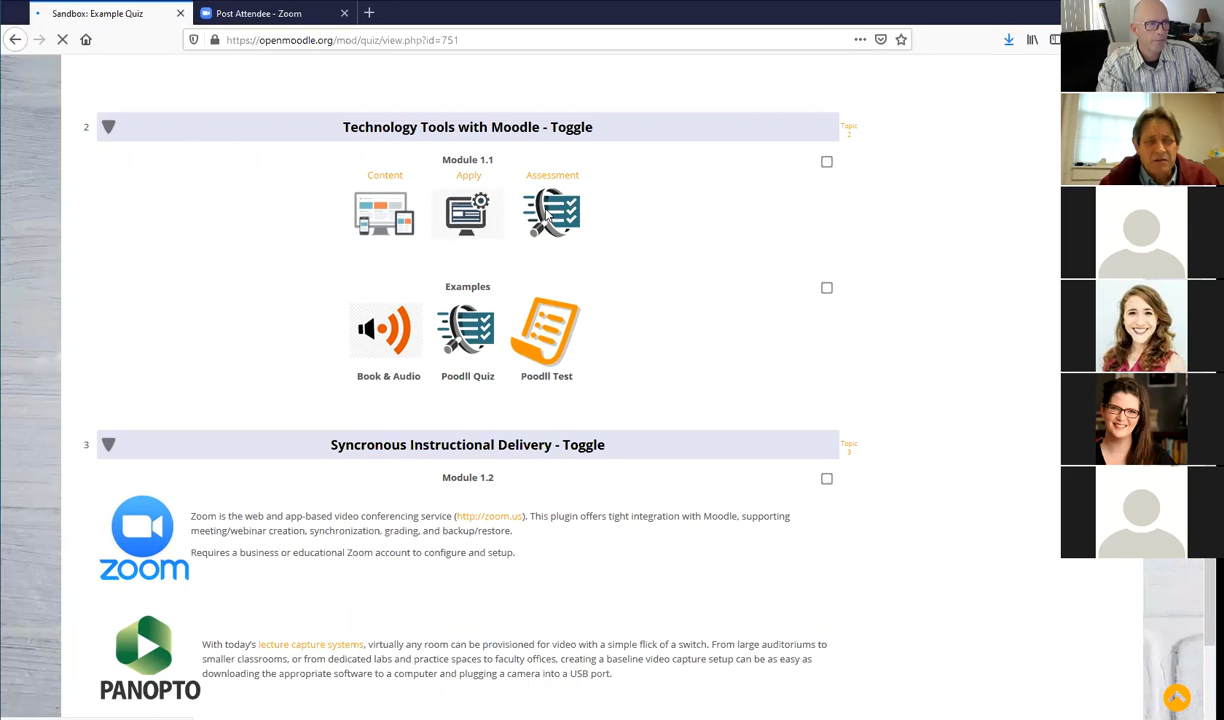 Sandbox: Example Quiz
Post Attendee - Zoom
https://openmoodle.org/mod/quiz/view.php?id=751
2
Technology Tools with Moodle - Toggle
Topic
2
Module 1.1
Content
Apply
Assessment
Examples
Book & Audio
Poodll Quiz
Poodll Test
3
Syncronous Instructional Delivery - Toggle
Topic
3
Module 1.2
zoom
Zoom is the web and app-based video conferencing service (http://zoom.us). This plugin offers tight integration with Moodle, supporting
meeting/webinar creation, synchronization, grading, and backup/restore.
Requires a business or educational Zoom account to configure and setup.
PANOPTO
With today's lecture capture systems, virtually any room can be provisioned for video with a simple flick of a switch. From large auditoriums to
smaller classrooms, or from dedicated labs and practice spaces to faculty offices, creating a baseline video capture setup can be as easy as
downloading the appropriate software to a computer and plugging a camera into a USB port.